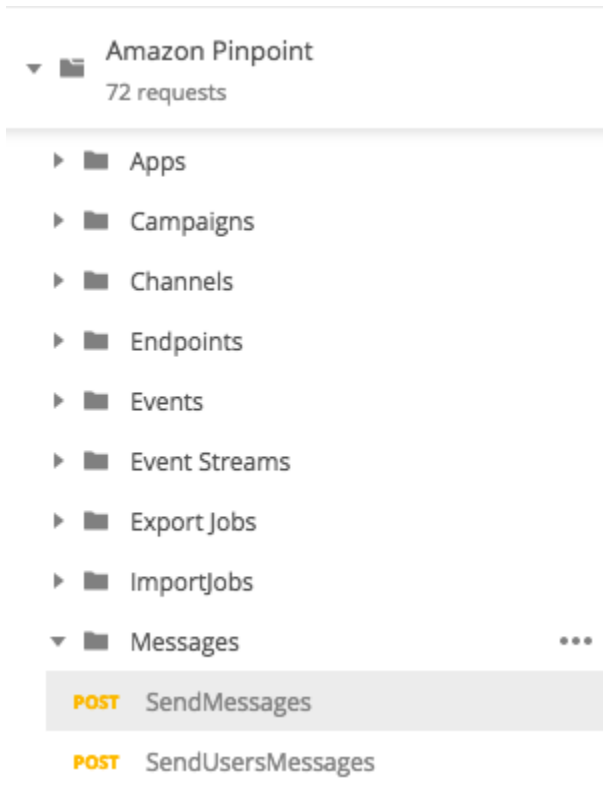 Amazon Pinpoint
72 requests
Apps
Campaigns
Channels
Endpoints
Events
Event Streams
Export Jobs
ImportJobs
Messages
POST SendMessages
POST SendUsersMessages